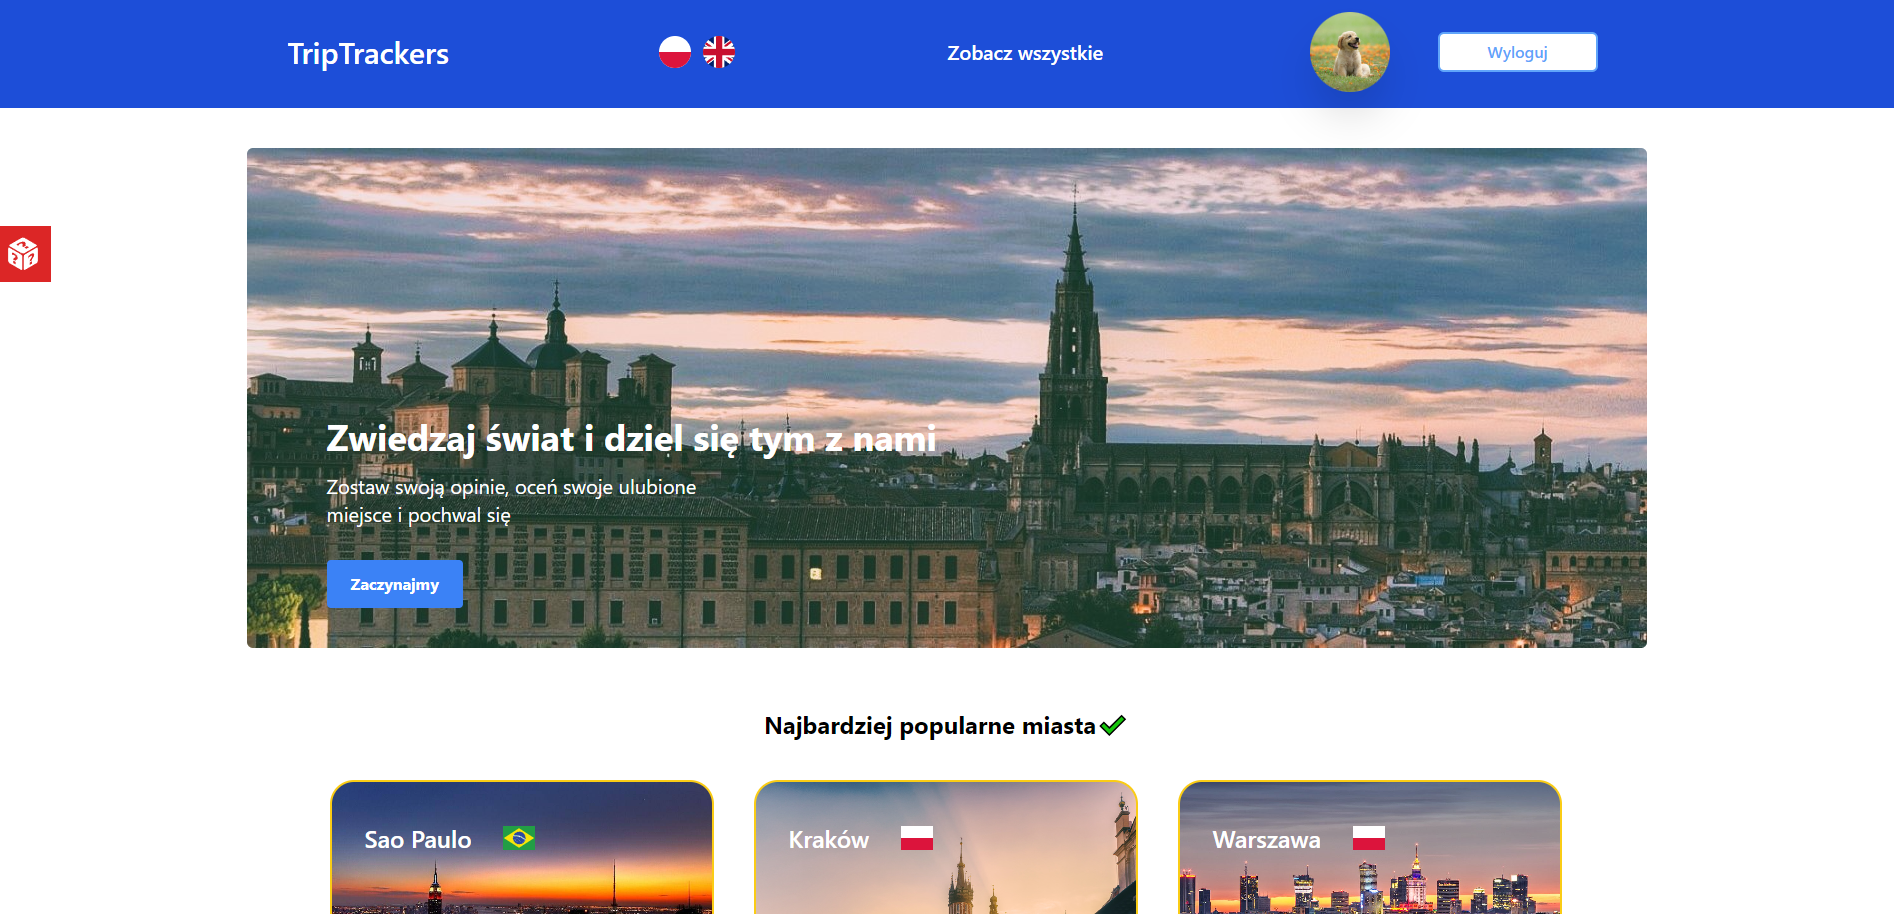 TripTrackers
Zobacz wszystkie
Wyloguj
Zwiedzaj świat i dziel się tym z nami
Zostaw swoją opinie, oceń swoje ulubione
miejsce i pochwal się
Zaczynajmy
Najbardziej popularne miasta
Sao Paulo
Kraków
Warszawa